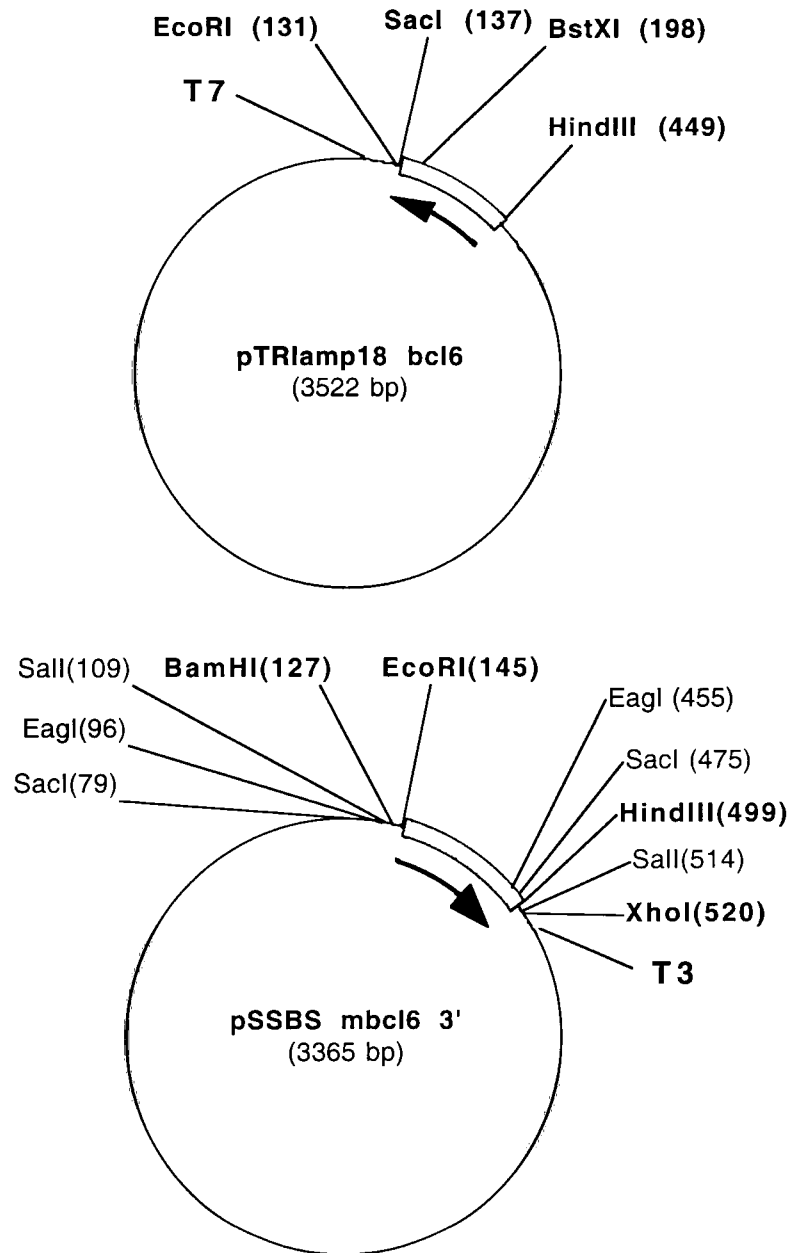 EcoRI (131)
SacI (137)
BstXI (198)
T7
HindIII (449)
pTRIamp18 bcl6
(3522 bp)
SalI(109)
BamHI(127)
EcoRI(145)
EagI(96)
SacI(79)
EagI (455)
SacI (475)
HindIII(499)
SalI(514)
XhoI(520)
T3
pSSBS mbcl6 3'
(3365 bp)